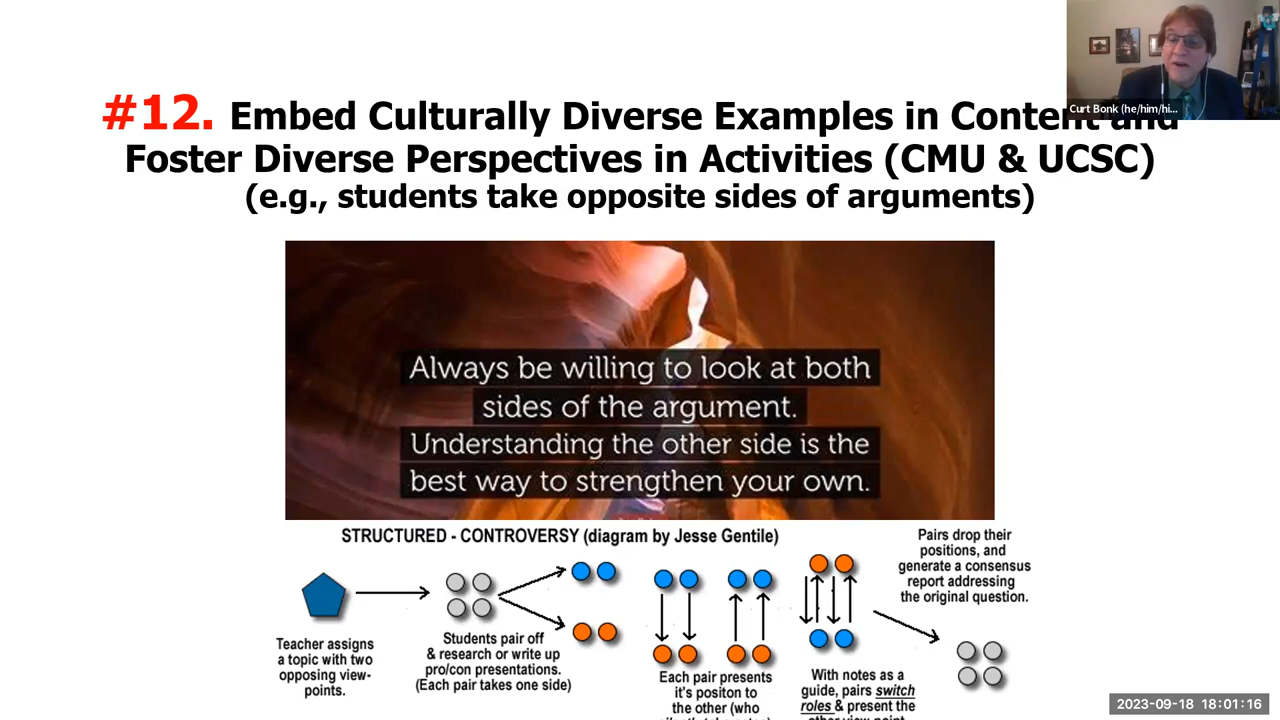 Curt Bonk (he/him/hi...
#12. Embed Culturally Diverse Examples in Content and
Foster Diverse Perspectives in Activities (CMU & UCSC)
(e.g., students take opposite sides of arguments)
Always be willing to look at both
sides of the argument.
Understanding the other side is the
best way to strengthen your own.
STRUCTURED - CONTROVERSY (diagram by Jesse Gentile)
Teacher assigns
a topic with two
opposing view-
points.
Students pair off
& research or write up
pro/con presentations.
(Each pair takes one side)
Each pair presents
it's positon to
the other (who
silently take notes)
With notes as a
guide, pairs switch
roles & present the
other view point.
Pairs drop their
positions, and
generate a consensus
report addressing
the original question.
2023-09-18 18:01:16